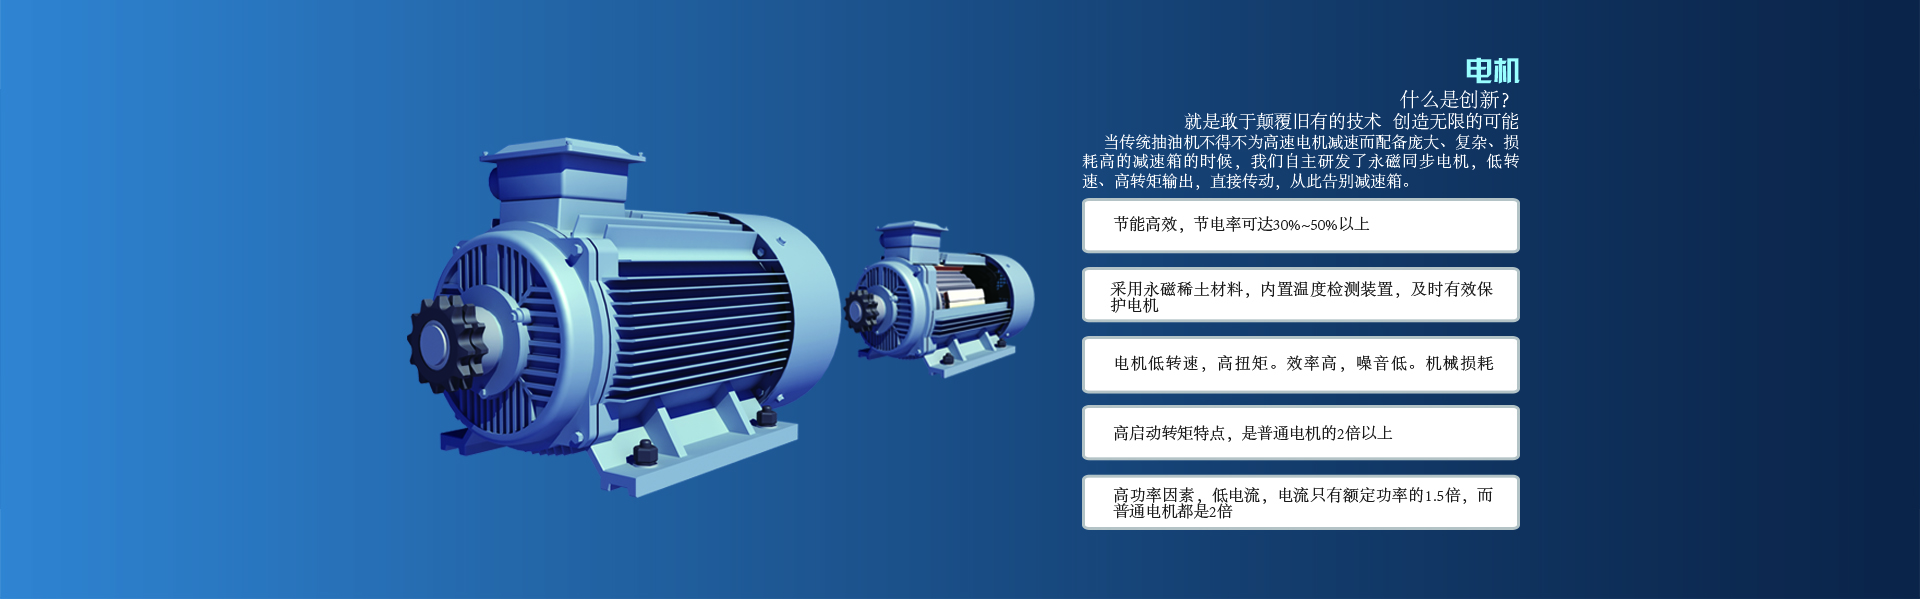 电机
什么是创新？
就是敢于颠覆旧有的技术 创造无限的可能
当传统抽油机不得不为高速电机减速而配备庞大、复杂、损
耗高的减速箱的时候，我们自主研发了永磁同步电机，低转
速、高转矩输出，直接传动，从此告别减速箱。
节能高效，节电率可达30%~50%以上
采用永磁稀土材料，内置温度检测装置，及时有效保
护电机
电机低转速，高扭矩。效率高，噪音低。机械损耗
高启动转矩特点，是普通电机的2倍以上
高功率因素，低电流，电流只有额定功率的1.5倍，而
普通电机都是2倍